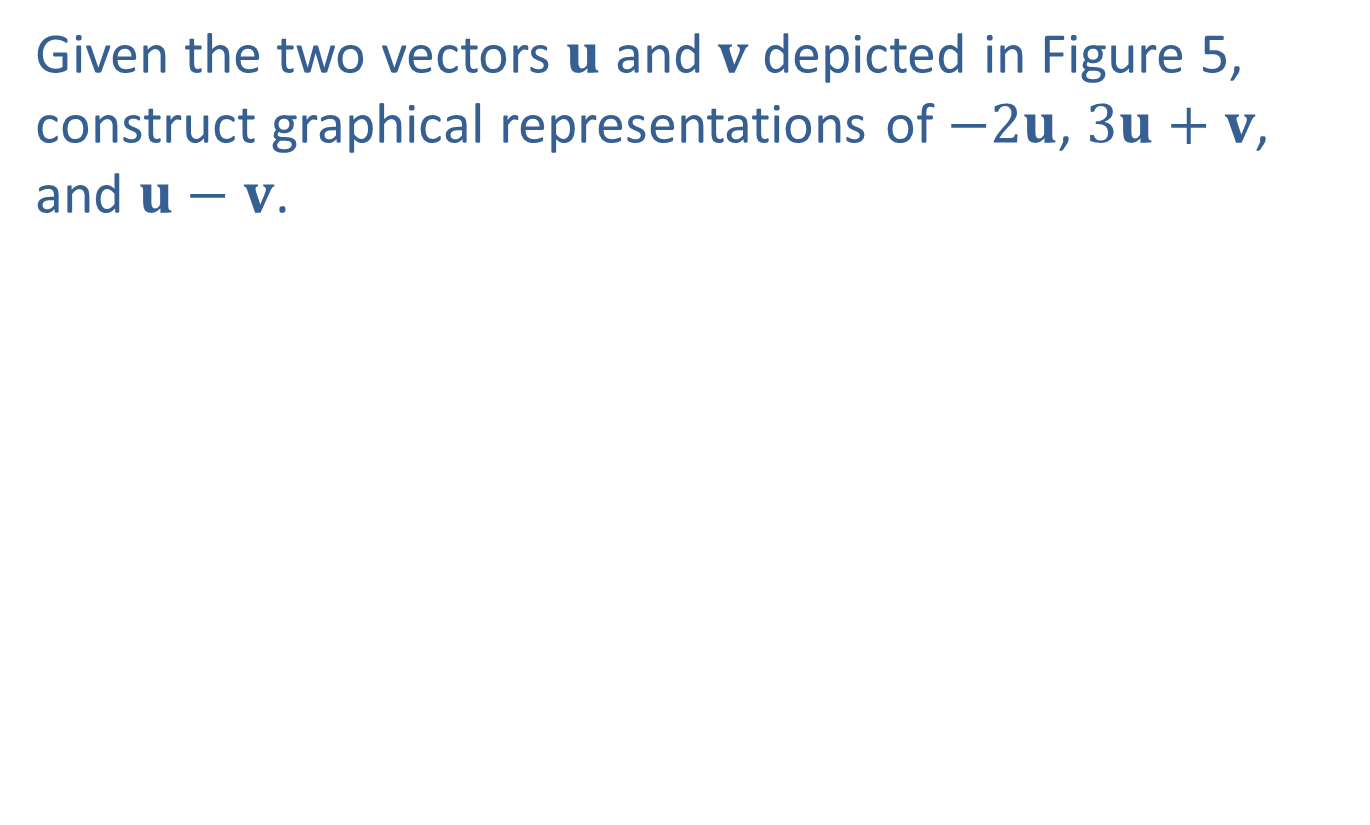 Given the two vectors 𝐮 and 𝐯 depicted in Figure 5,
construct graphical representations of −2𝐮, 3𝐮 + 𝐯,
and 𝐮 − 𝐯.